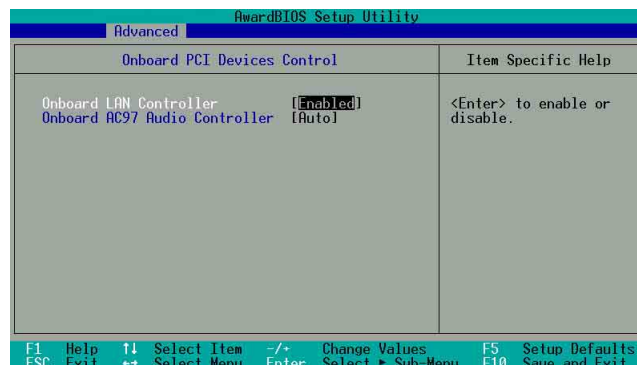 AwardBIOS Setup Utility
Advanced
Onboard PCI Devices Control
Item Specific Help
Onboard LAN Controller [Enabled]
Onboard AC97 Audio Controller [Auto]
<Enter> to enable or
disable.
F1 Help ↑↓ Select Item -/+ Change Values F5 Setup Defaults
ESC Exit ↔ Select Menu Enter Select ► Sub-Menu F10 Save and Exit